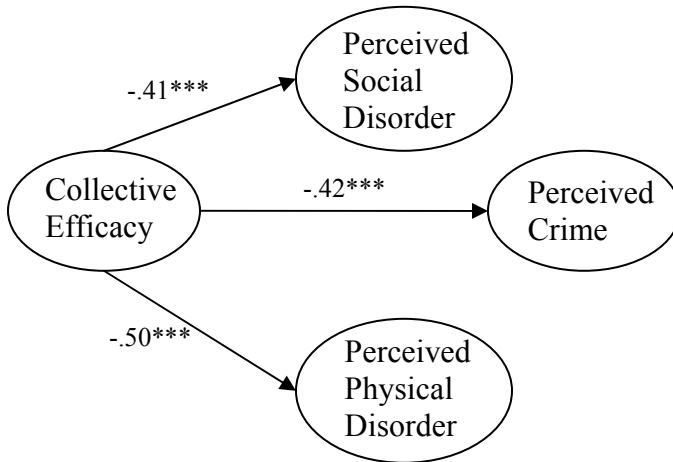 Perceived
Social
Disorder
-.41***
Collective
Efficacy
-.42***
Perceived
Crime
-.50***
Perceived
Physical
Disorder